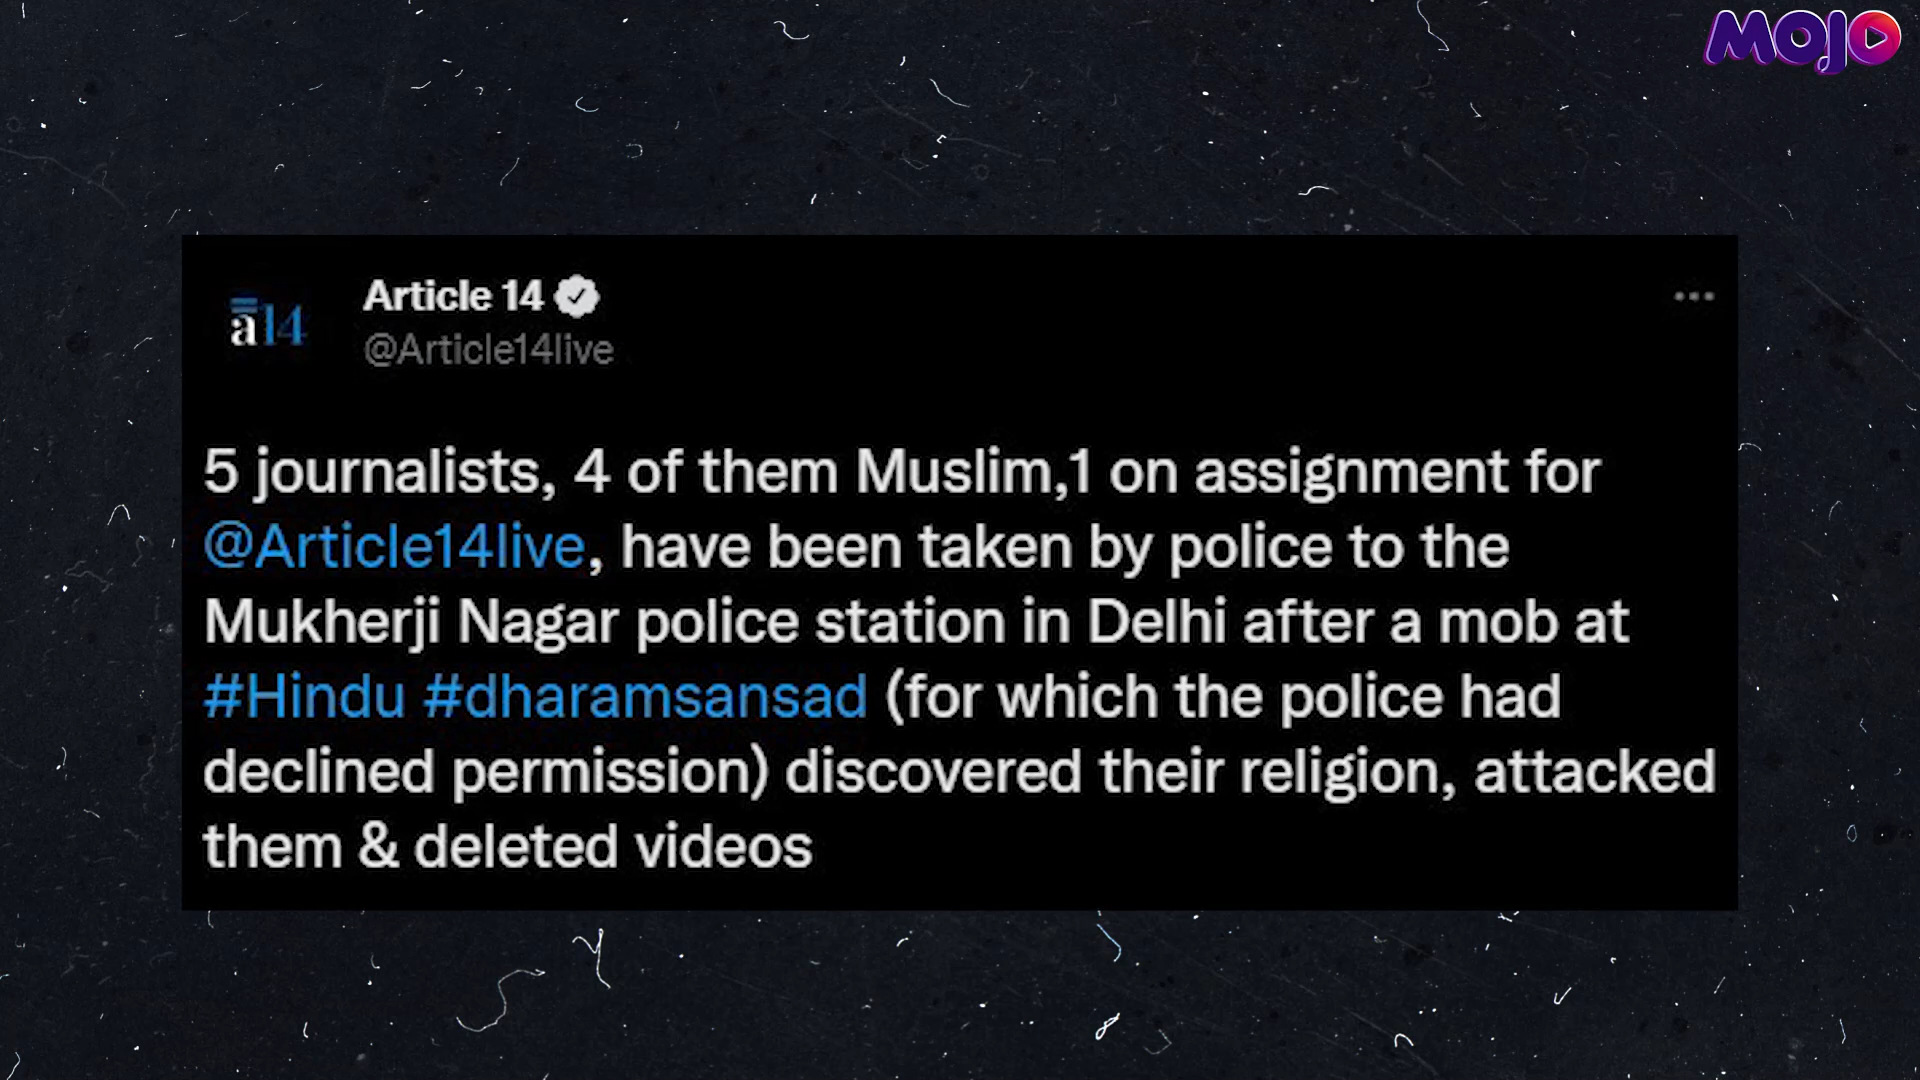 MOJO
a14
Article 14
@Article14live
5 journalists, 4 of them Muslim,1 on assignment for
@Article14live, have been taken by police to the
Mukherji Nagar police station in Delhi after a mob at
#Hindu #dharamsansad (for which the police had
declined permission) discovered their religion, attacked
them & deleted videos